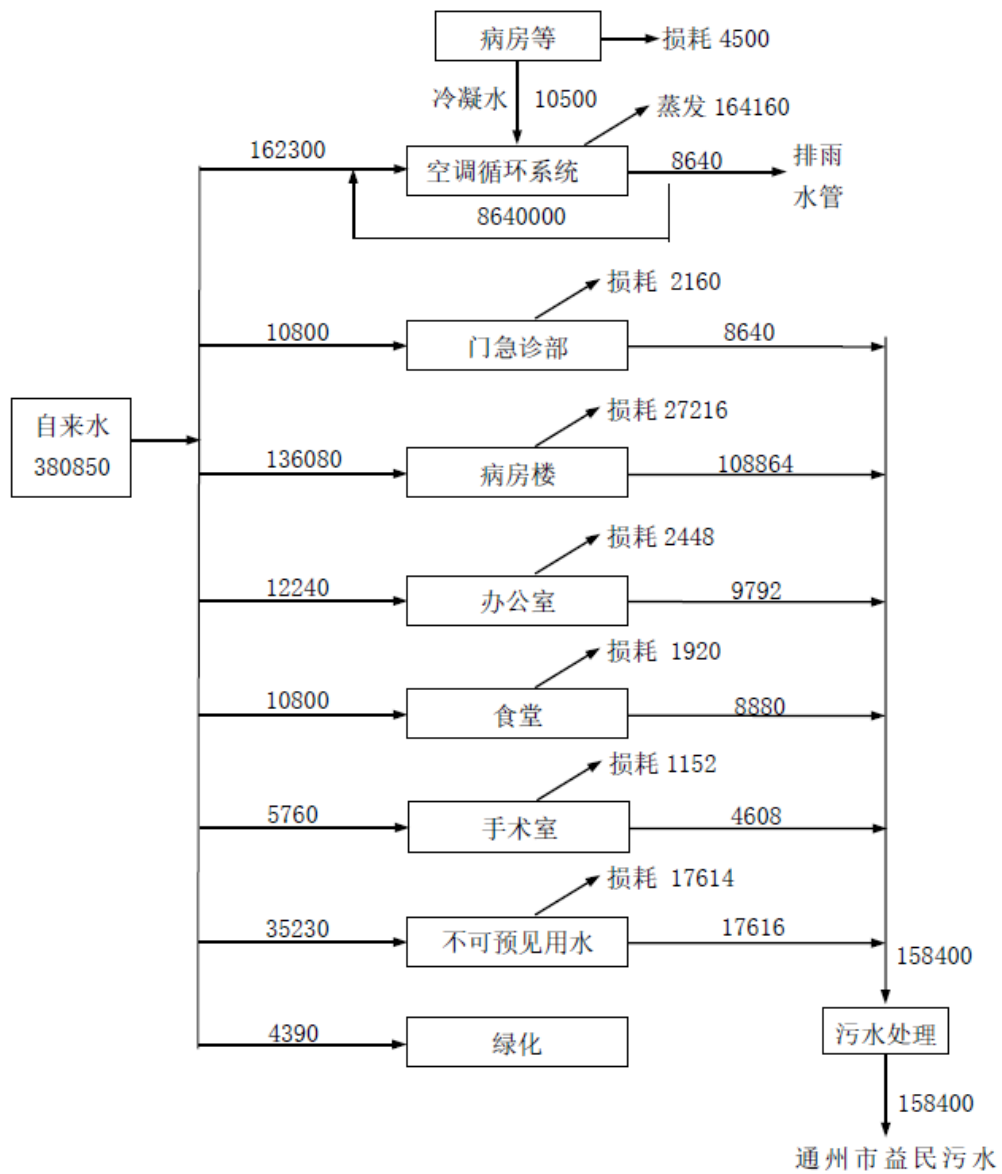 病房等
损耗 4500
冷凝水
10500
蒸发 164160
162300
空调循环系统
8640
排雨
水管
8640000
损耗 2160
10800
门急诊部
8640
自来水
380850
损耗 27216
136080
病房楼
108864
损耗 2448
12240
办公室
9792
损耗 1920
10800
食堂
8880
损耗 1152
5760
手术室
4608
损耗 17614
35230
不可预见用水
17616
158400
4390
绿化
污水处理
158400
通州市益民污水